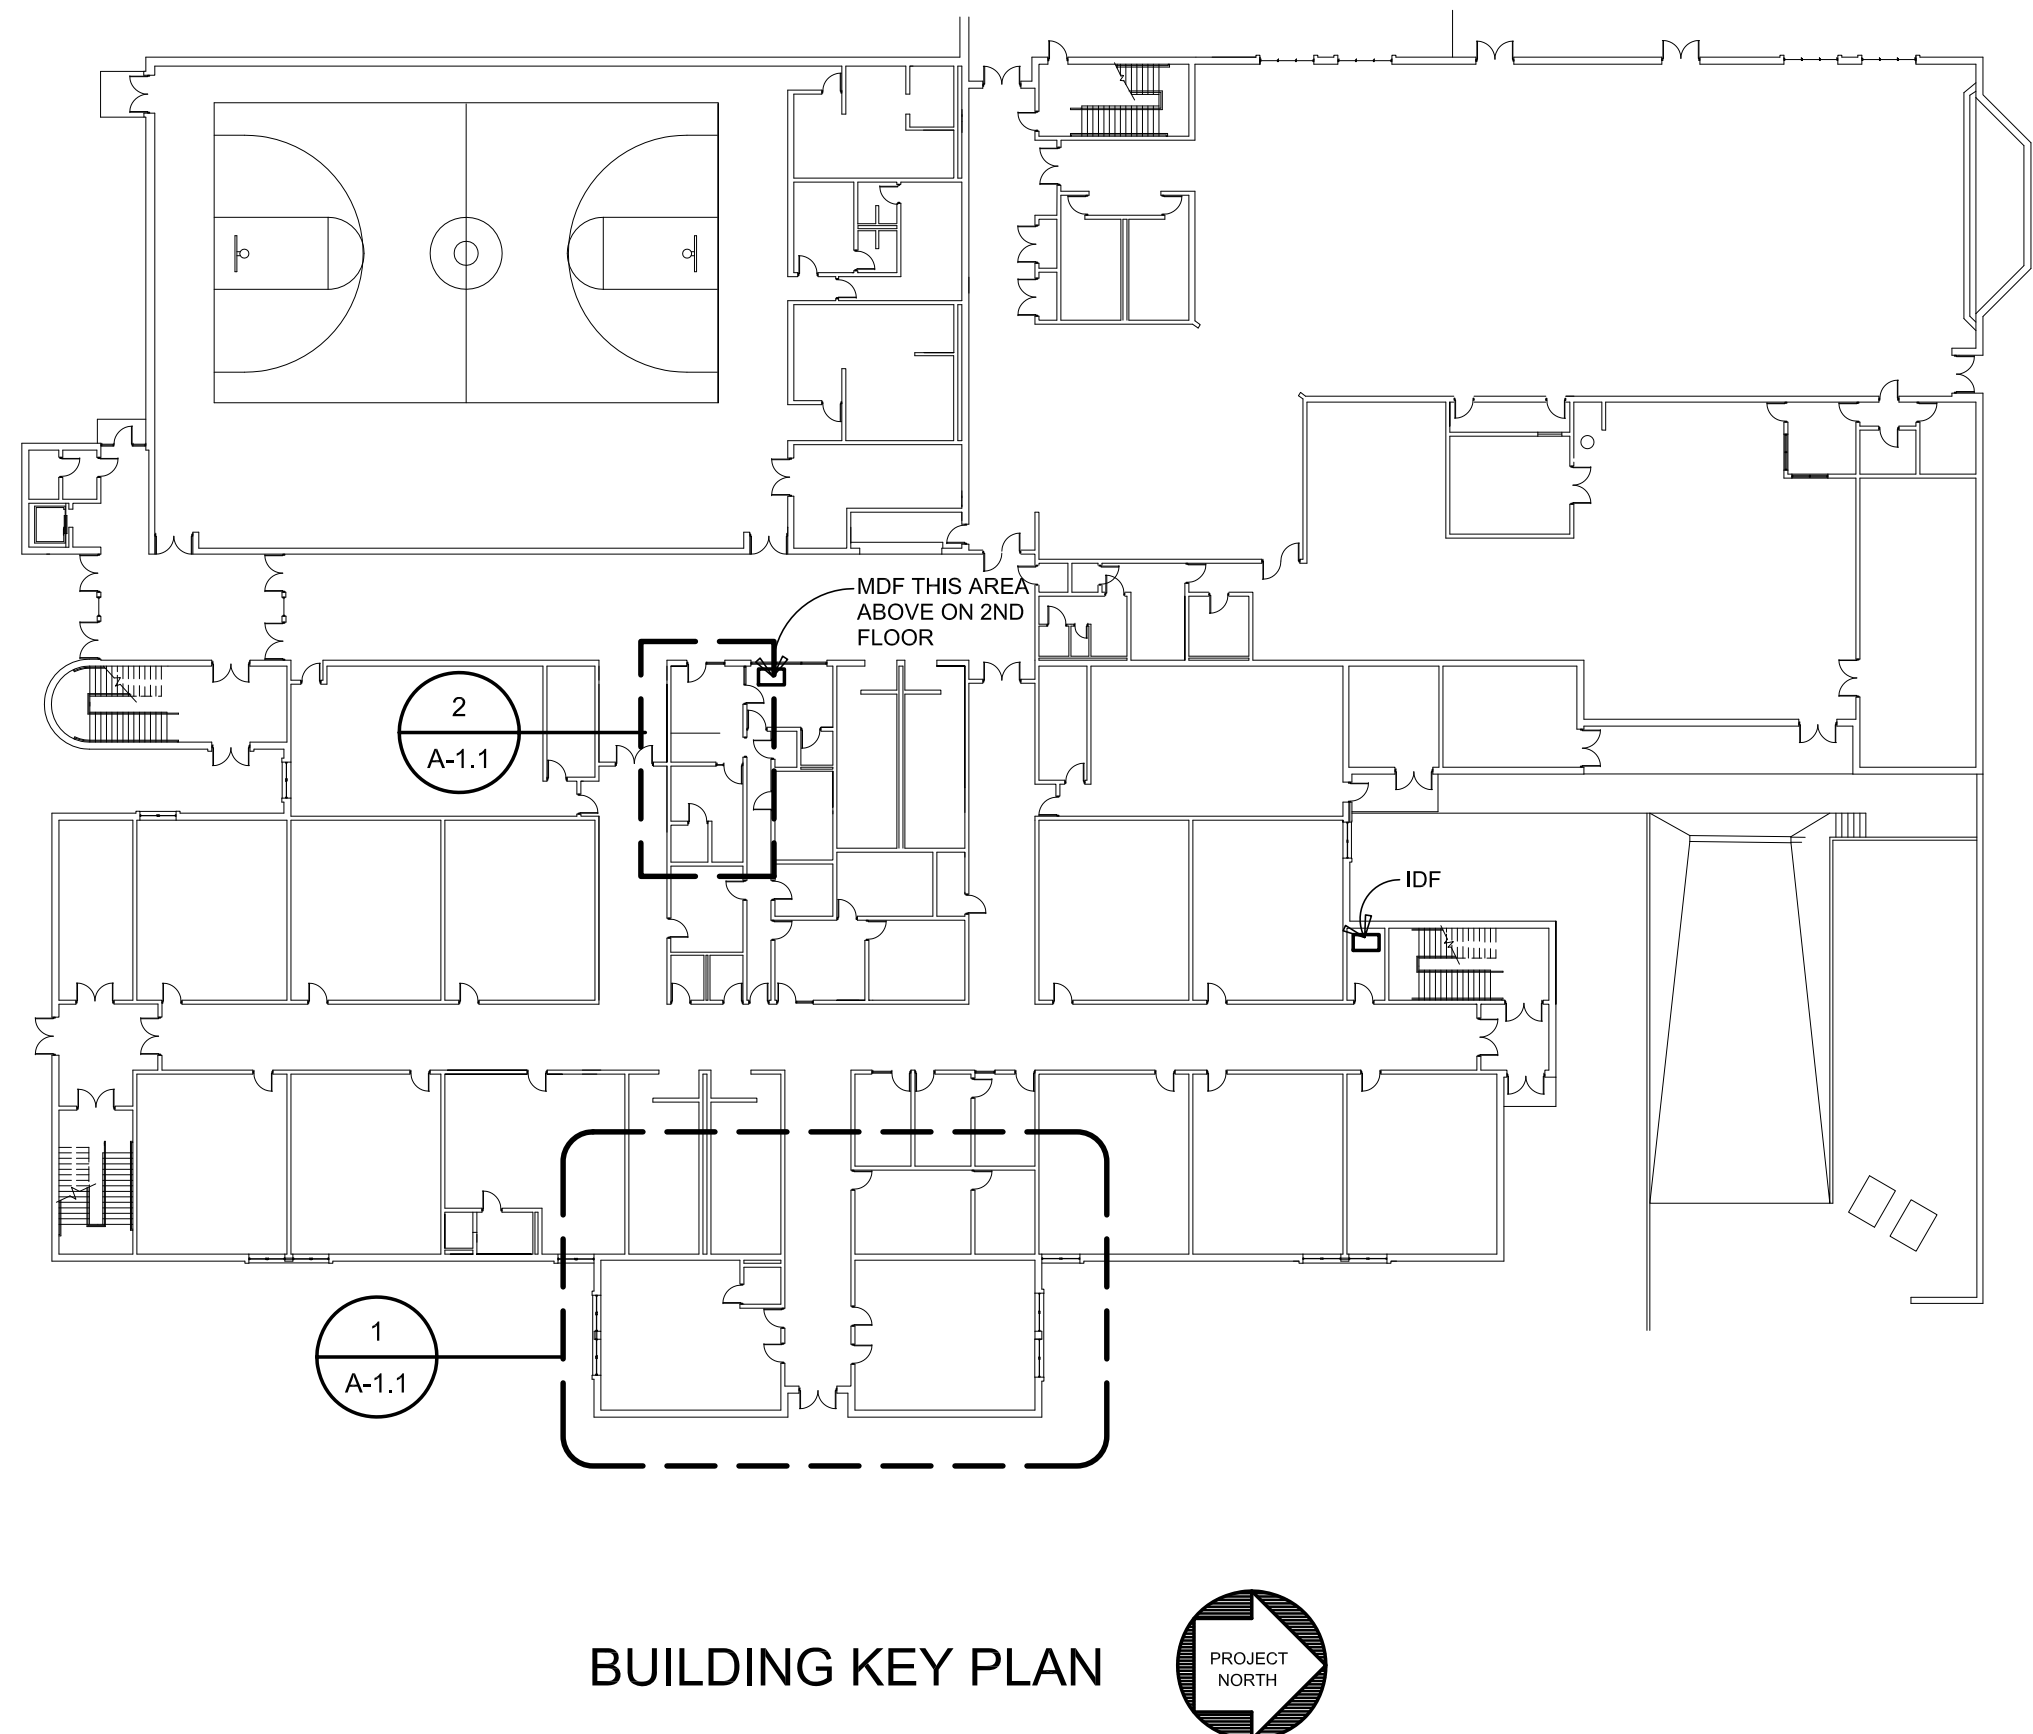 MDF THIS AREA
ABOVE ON 2ND
FLOOR
2
A-1.1
IDF
1
A-1.1
BUILDING KEY PLAN
PROJECT
NORTH